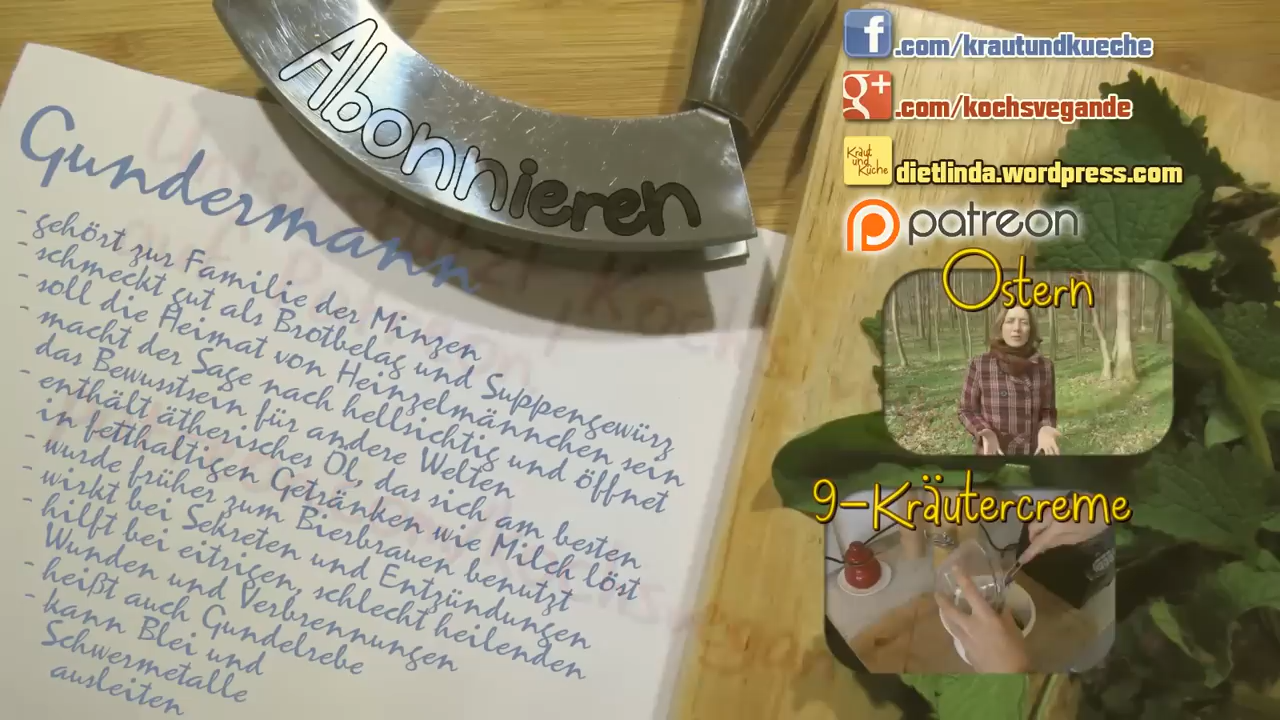 Abonnieren
Gundermann
- gehört zur Familie der Minzen
- schmeckt gut als Brotbelag und Suppengewürz
- soll die Heimat von Heinzelmännchen sein
- macht der Sage nach hellsichtig und öffnet
das Bewusstsein für andere Welten
- enthält ätherisches Öl, das sich am besten
in fetthaltigen Getränken wie Milch löst
- wurde früher zum Bierbrauen benutzt
- wirkt bei Sekreten und Entzündungen
- hilft bei eitrigen, schlecht heilenden
Wunden und Verbrennungen
- heißt auch Gundelrebe
- kann Blei und
Schwermetalle
ausleiten
f .com/krautundkueche
g+ .com/kochsvegande
Kraut
und
Küche
dietlinda.wordpress.com
patreon
Ostern
9-Kräutercreme